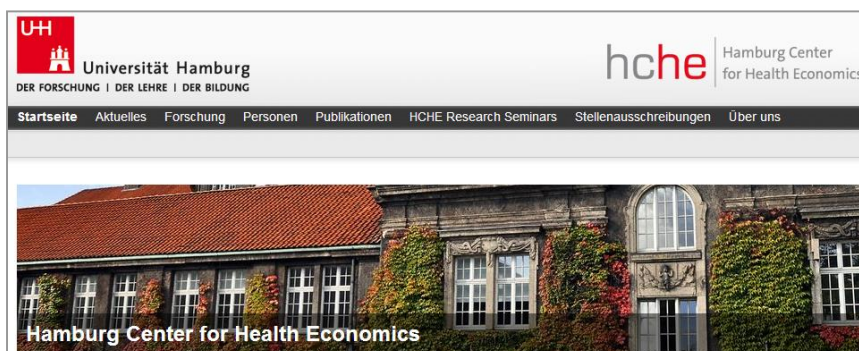 UH
Universität Hamburg
DER FORSCHUNG | DER LEHRE | DER BILDUNG
hche
Hamburg Center
for Health Economics
Startseite Aktuelles Forschung Personen Publikationen HCHE Research Seminars Stellenausschreibungen Über uns
Hamburg Center for Health Economics